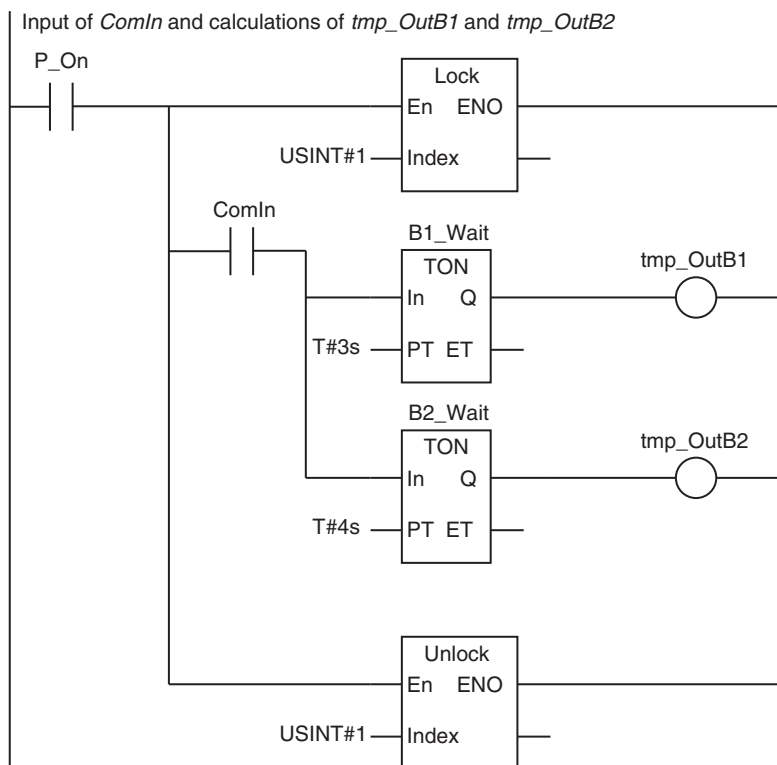 Input of ComIn and calculations of tmp_OutB1 and tmp_OutB2
P_On
Lock
En ENO
USINT#1 Index
ComIn
B1_Wait
TON
tmp_OutB1
In Q
T#3s PT ET
B2_Wait
TON
tmp_OutB2
In Q
T#4s PT ET
Unlock
En ENO
USINT#1 Index